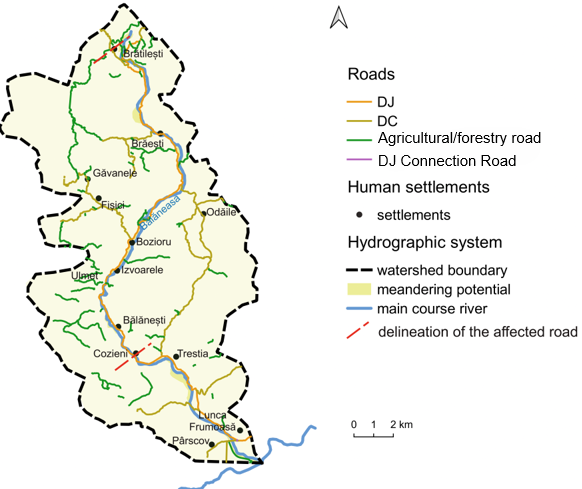 Brătilești
Brăești
Găvanele
Fișici
Odăile
Bălăneasă
Bozioru
Izvoarele
Ulmet
Bălănești
Cozieni
Trestia
Lunca
Frumoasă
Pârscov
Roads
DJ
DC
Agricultural/forestry road
DJ Connection Road
Human settlements
settlements
Hydrographic system
watershed boundary
meandering potential
main course river
delineation of the affected road
0 1 2 km